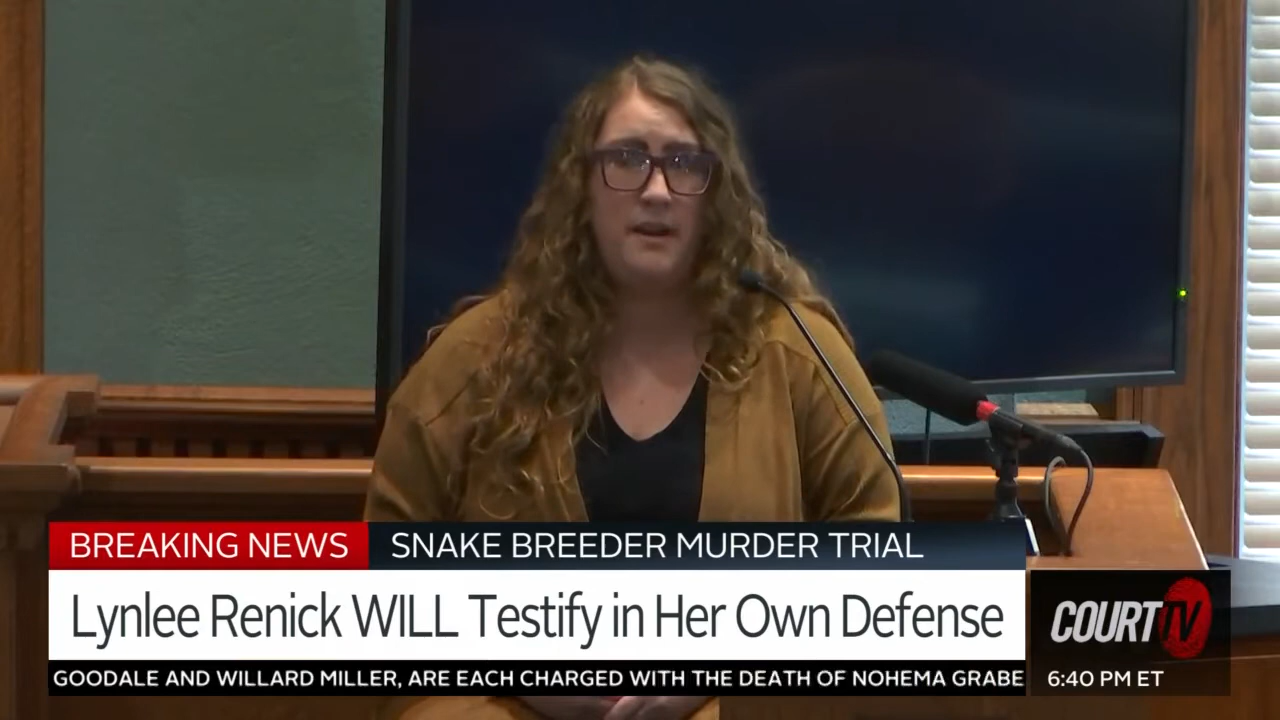 BREAKING NEWS SNAKE BREEDER MURDER TRIAL
Lynlee Renick WILL Testify in Her Own Defense
COURT TV
GOODALE AND WILLARD MILLER, ARE EACH CHARGED WITH THE DEATH OF NOHEMA GRABE
6:40 PM ET